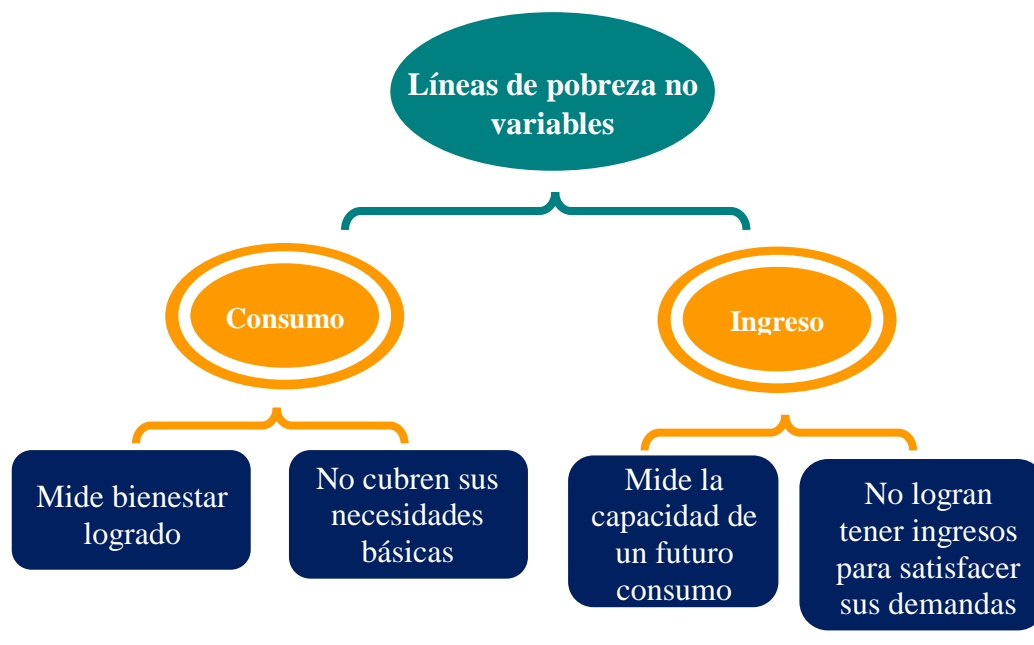 Líneas de pobreza no
variables
Consumo
Ingreso
Mide bienestar
logrado
No cubren sus
necesidades
básicas
Mide la
capacidad de
un futuro
consumo
No logran
tener ingresos
para satisfacer
sus demandas